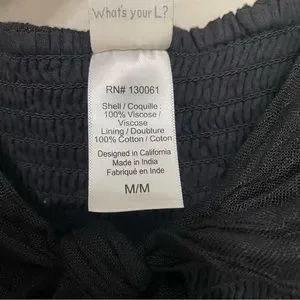 What's your L?
RN# 130061
Shell / Coquille :
100% Viscose /
Viscose
Lining / Doublure
100% Cotton / Coton
Designed in California
Made in India
Fabriqué en Inde
M/M